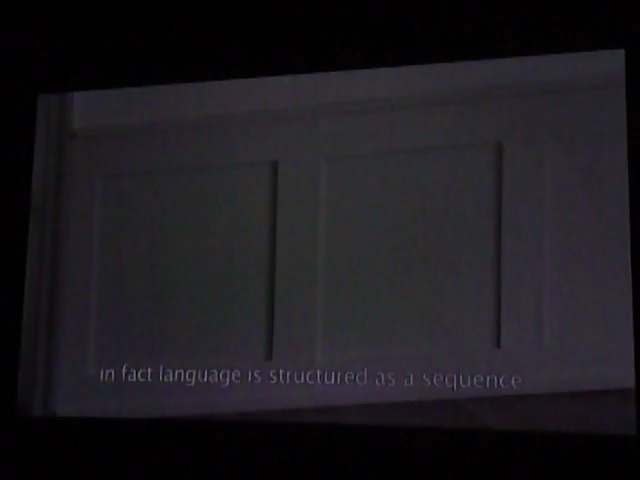 in fact language is structured as a sequence